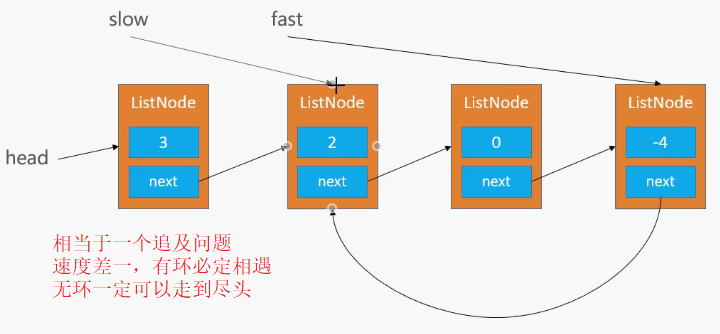 slow
fast
ListNode
ListNode
ListNode
ListNode
3
2
0
-4
head
next
next
next
next
相当于一个追及问题
速度差一，有环必定相遇
无环一定可以走到尽头